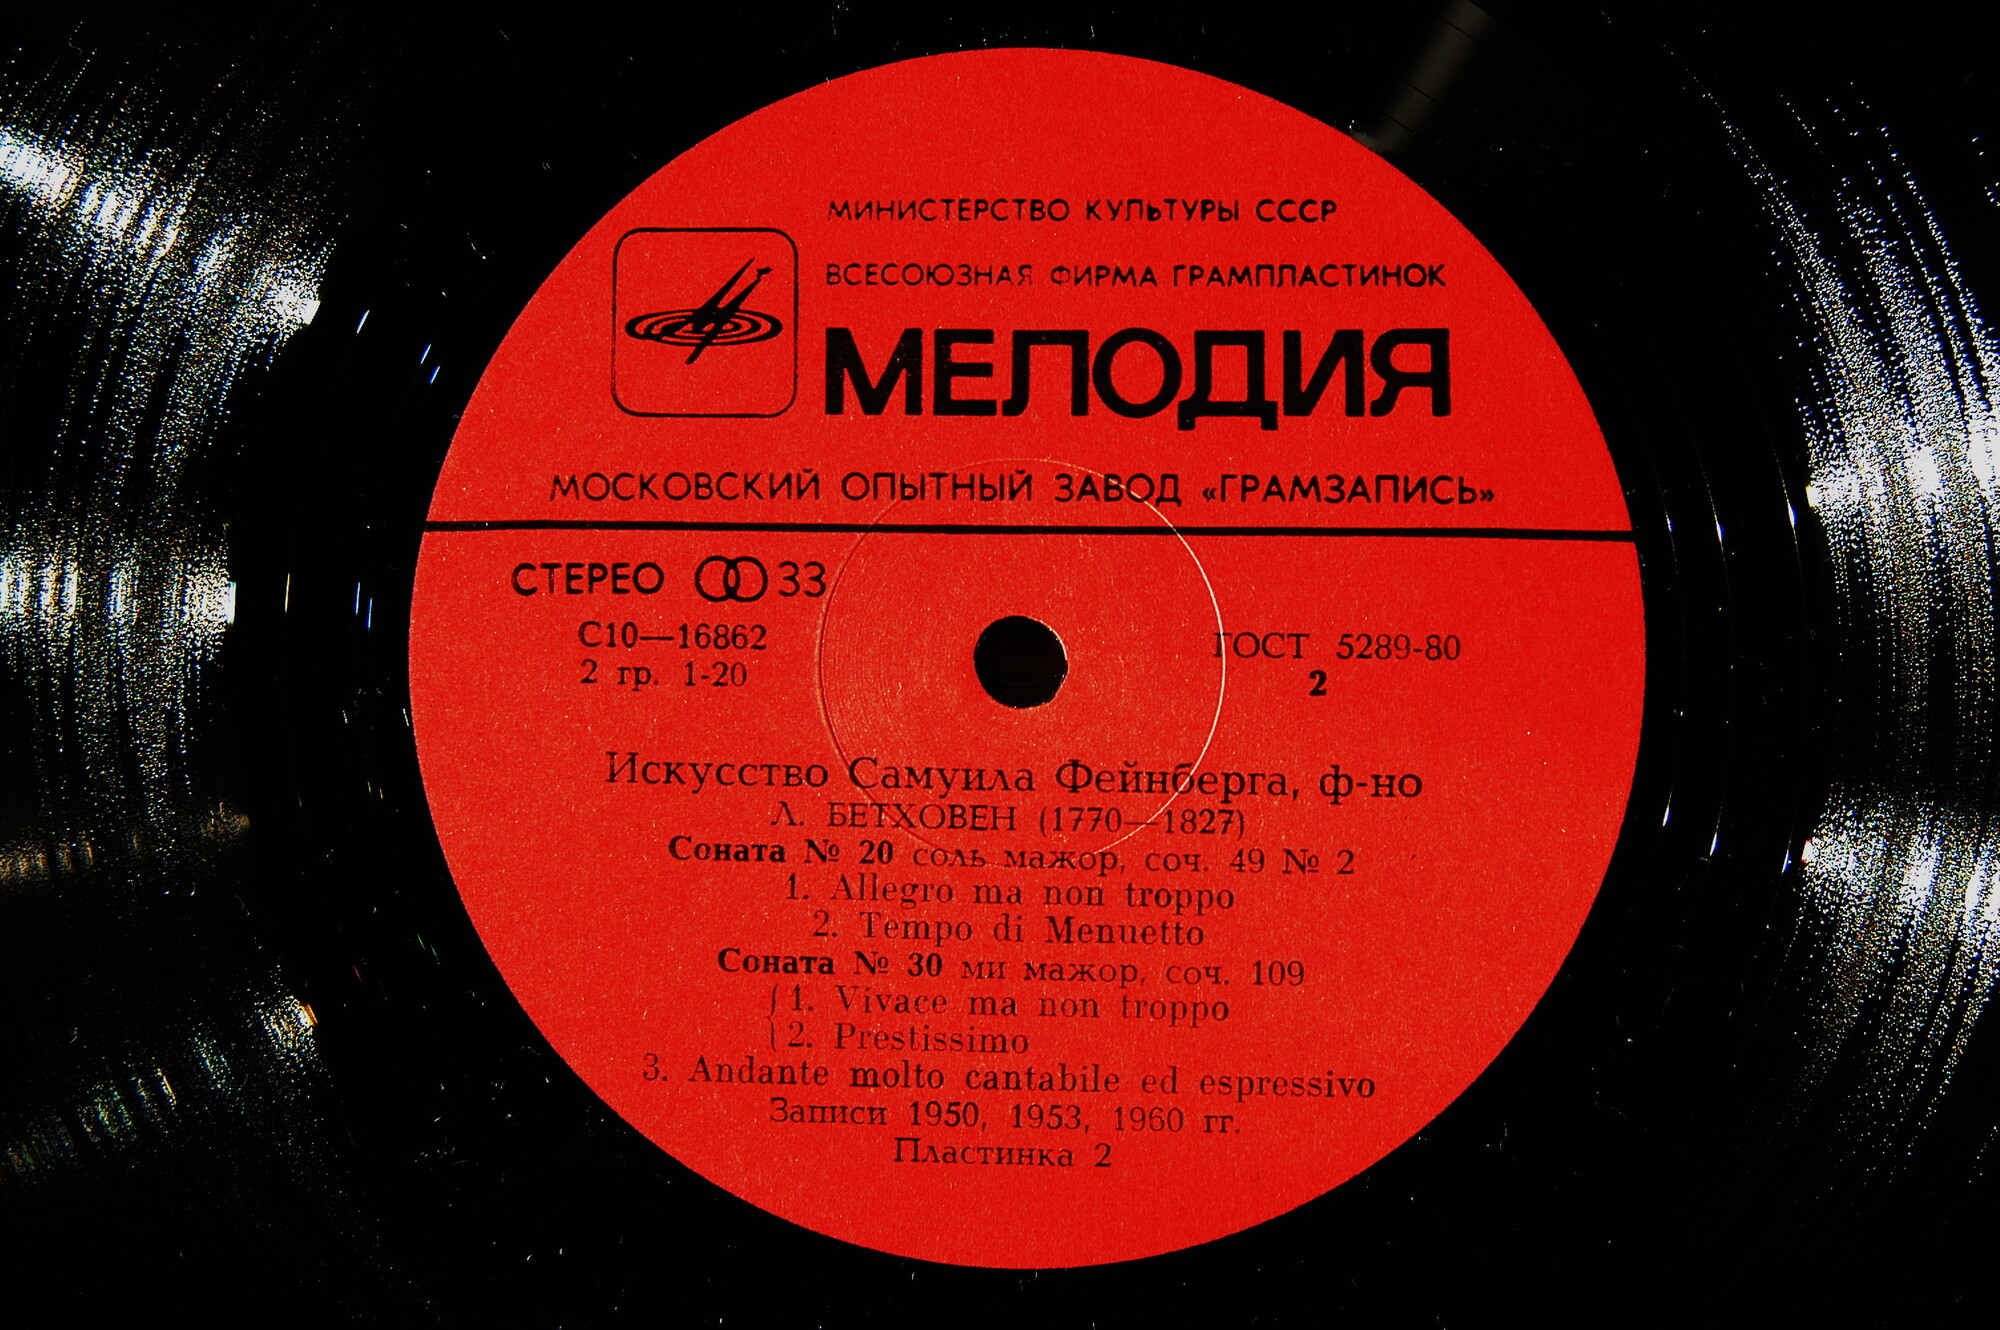 МИНИСТЕРСТВО КУЛЬТУРЫ СССР
ВСЕСОЮЗНАЯ ФИРМА ГРАМПЛАСТИНОК
МЕЛОДИЯ
МОСКОВСКИЙ ОПЫТНЫЙ ЗАВОД «ГРАМЗАПИСЬ»
СТЕРЕО 33
С10—16862
2 гр. 1-20
ГОСТ 5289-80
2
Искусство Самуила Фейнберга, ф-но
Л. БЕТХОВЕН (1770—1827)
Соната № 20 соль мажор, соч. 49 № 2
1. Allegro ma non troppo
2. Tempo di Menuetto
Соната № 30 ми мажор, соч. 109
1. Vivace ma non troppo
2. Prestissimo
3. Andante molto cantabile ed espressivo
Записи 1950, 1953, 1960 гг.
Пластинка 2